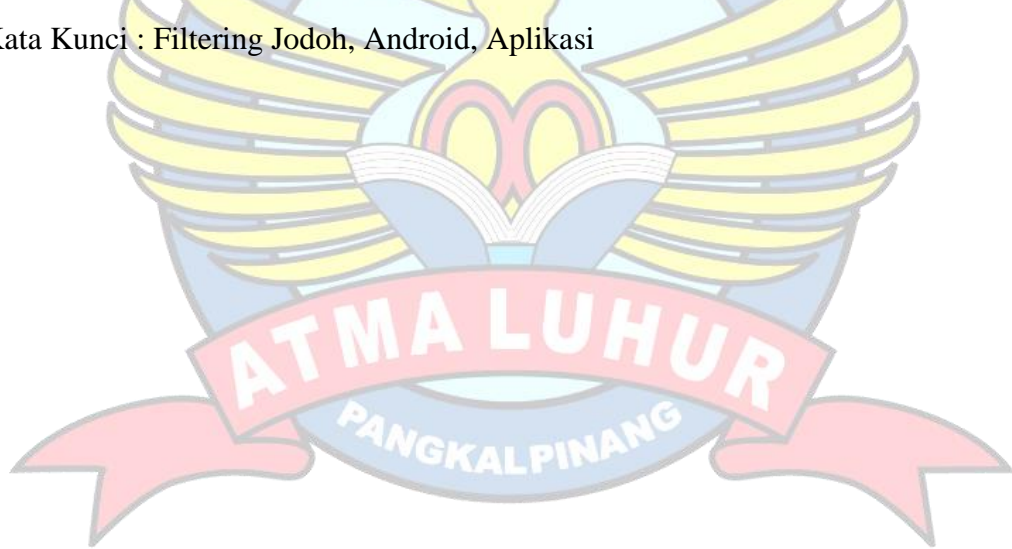 Kata Kunci : Filtering Jodoh, Android, Aplikasi
ATMA LUHUR
PANGKALPINANG